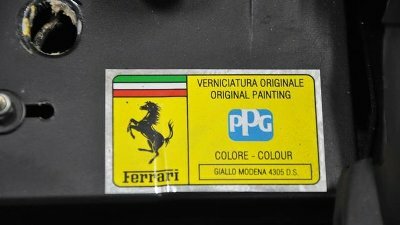 VERNICIATURA ORIGINALE
ORIGINAL PAINTING
PPG
COLORE - COLOUR
GIALLO MODENA 4305 D.S.
Ferrari